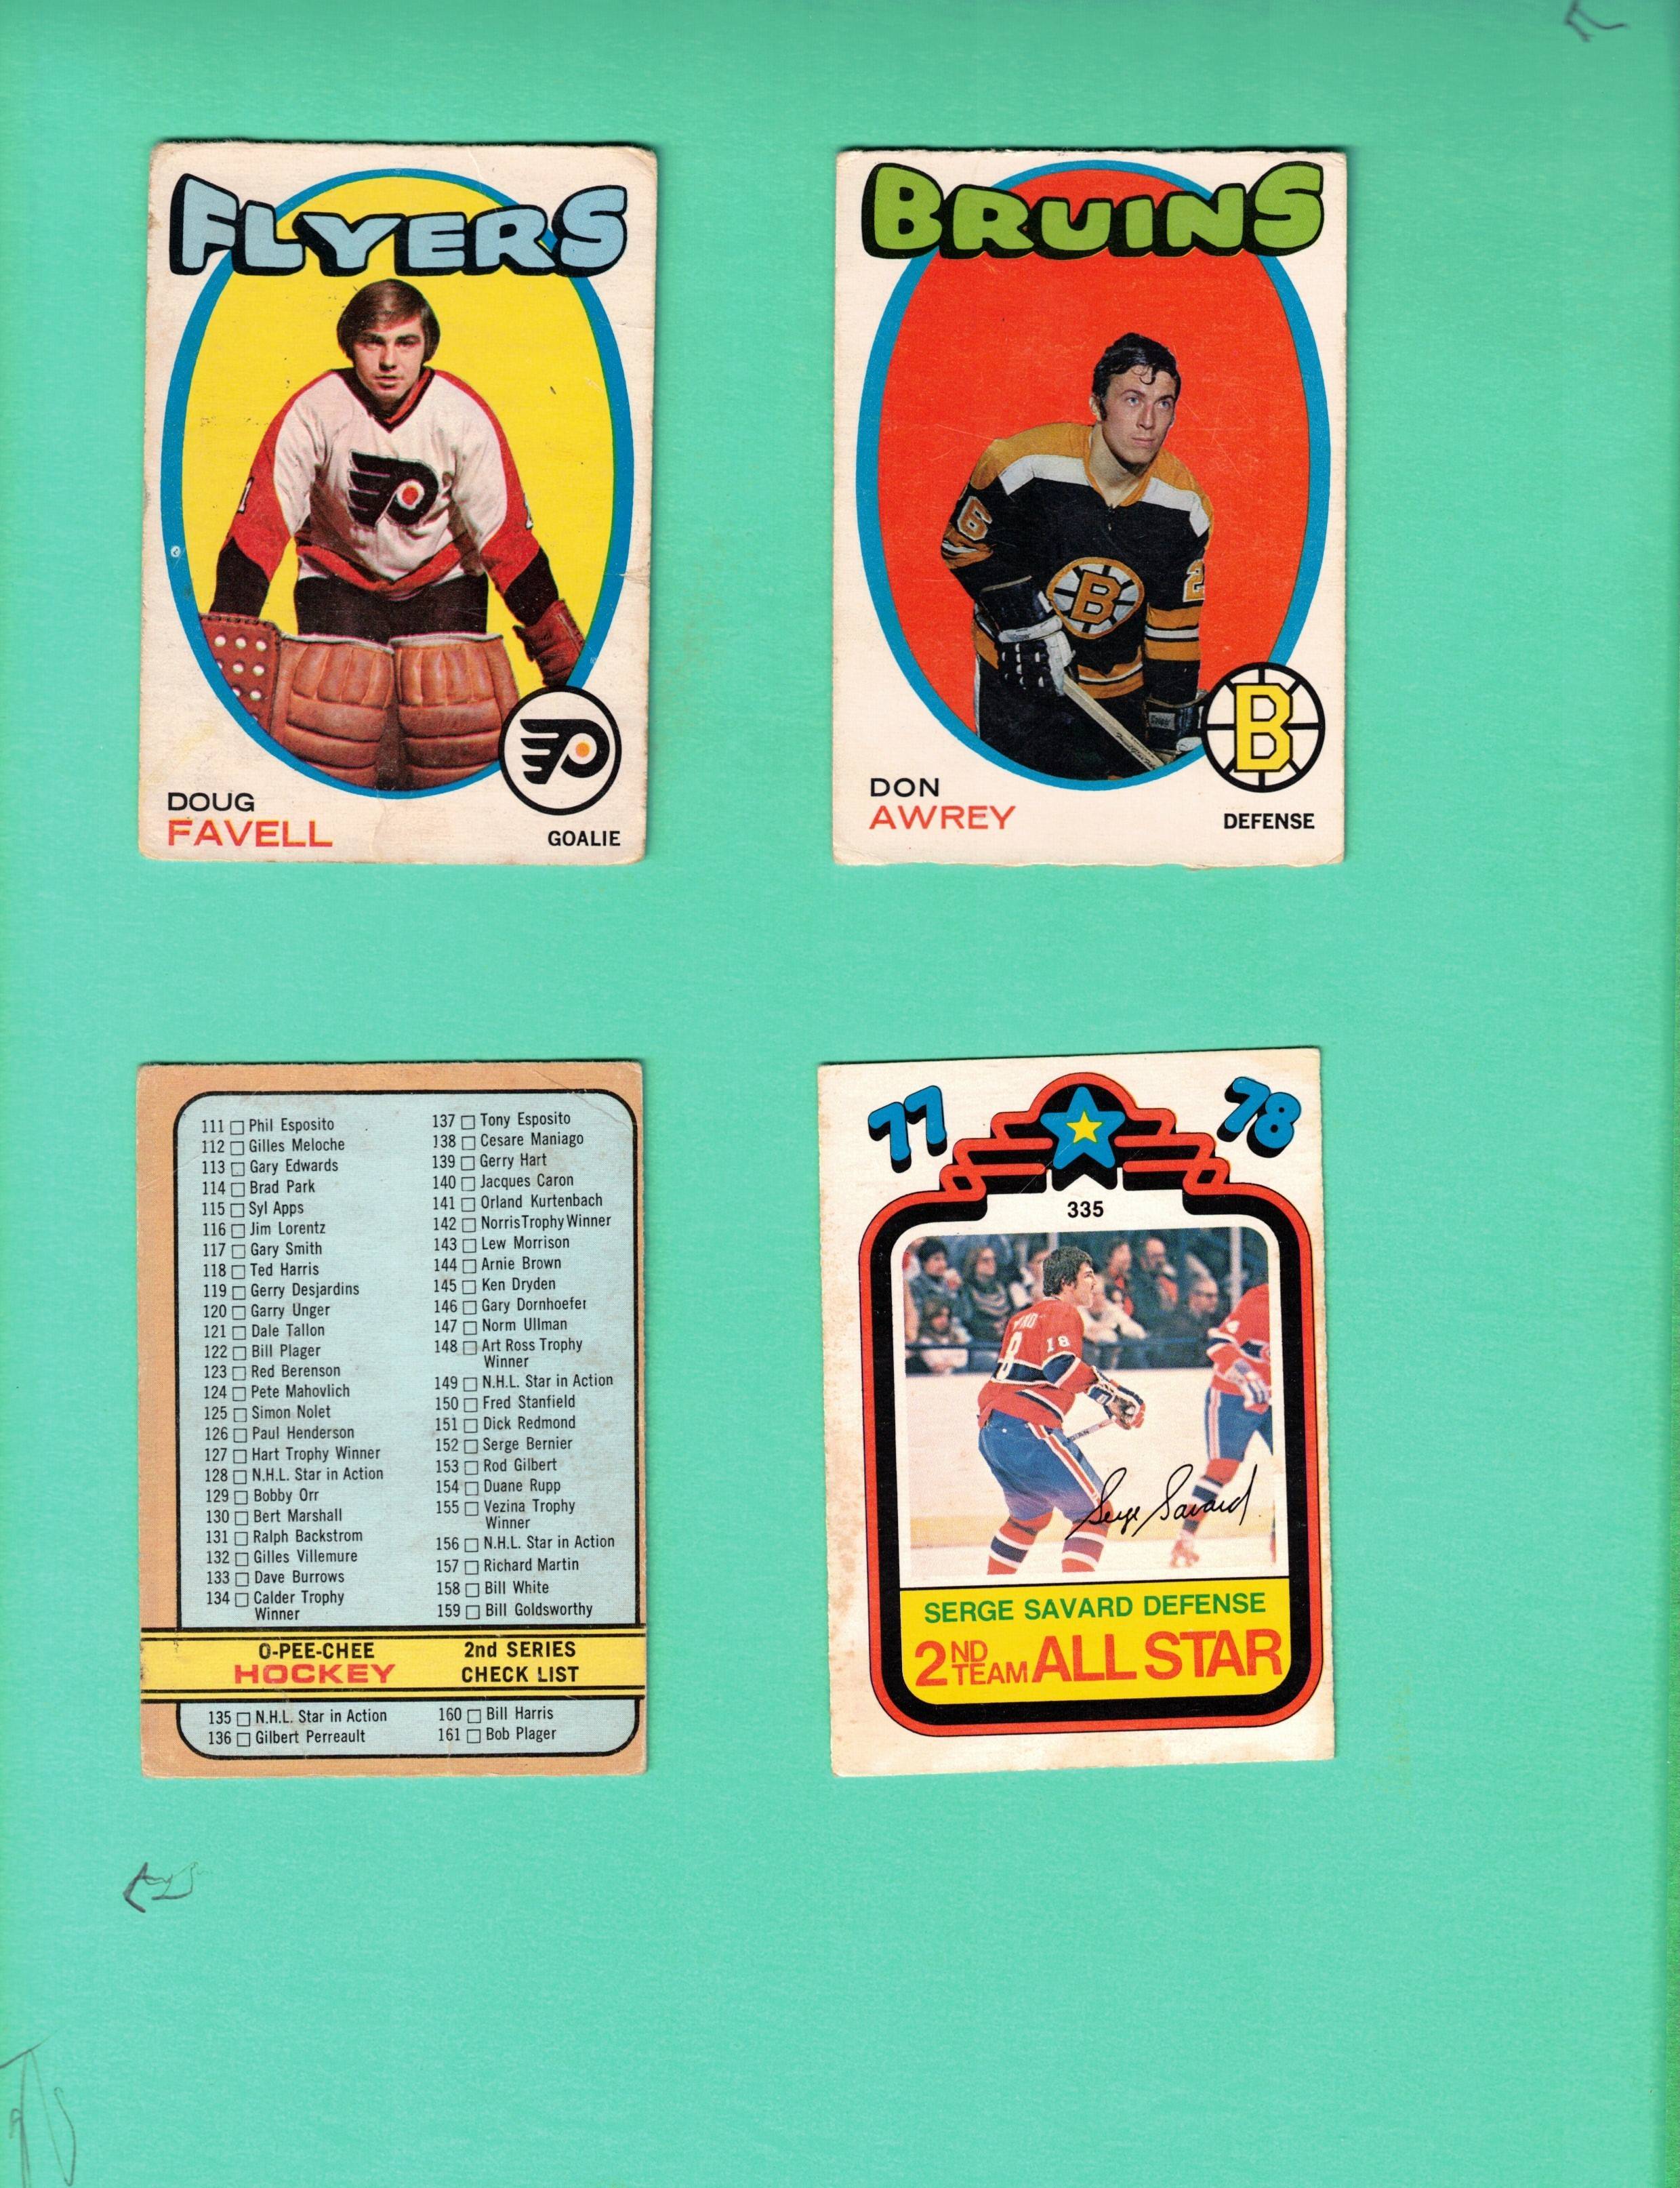 FLYERS
1
DOUG
FAVELL
GOALIE
BRUINS
26
2
B
B
DON
AWREY
DEFENSE
111 Phil Esposito
112 Gilles Meloche
113 Gary Edwards
114 Brad Park
115 Syl Apps
116 Jim Lorentz
117 Gary Smith
118 Ted Harris
119 Gerry Desjardins
120 Garry Unger
121 Dale Tallon
122 Bill Plager
123 Red Berenson
124 Pete Mahovlich
125 Simon Nolet
126 Paul Henderson
127 Hart Trophy Winner
128 N.H.L. Star in Action
129 Bobby Orr
130 Bert Marshall
131 Ralph Backstrom
132 Gilles Villemure
133 Dave Burrows
134 Calder Trophy
Winner
137 Tony Esposito
138 Cesare Maniago
139 Gerry Hart
140 Jacques Caron
141 Orland Kurtenbach
142 Norris Trophy Winner
143 Lew Morrison
144 Arnie Brown
145 Ken Dryden
146 Gary Dornhoefer
147 Norm Ullman
148 Art Ross Trophy
Winner
149 N.H.L. Star in Action
150 Fred Stanfield
151 Dick Redmond
152 Serge Bernier
153 Rod Gilbert
154 Duane Rupp
155 Vezina Trophy
Winner
156 N.H.L. Star in Action
157 Richard Martin
158 Bill White
159 Bill Goldsworthy
O-PEE-CHEE
HOCKEY
2nd SERIES
CHECK LIST
135 N.H.L. Star in Action
136 Gilbert Perreault
160 Bill Harris
161 Bob Plager
77 78
335
18
Serge Savard
SERGE SAVARD DEFENSE
2ND TEAM ALL STAR